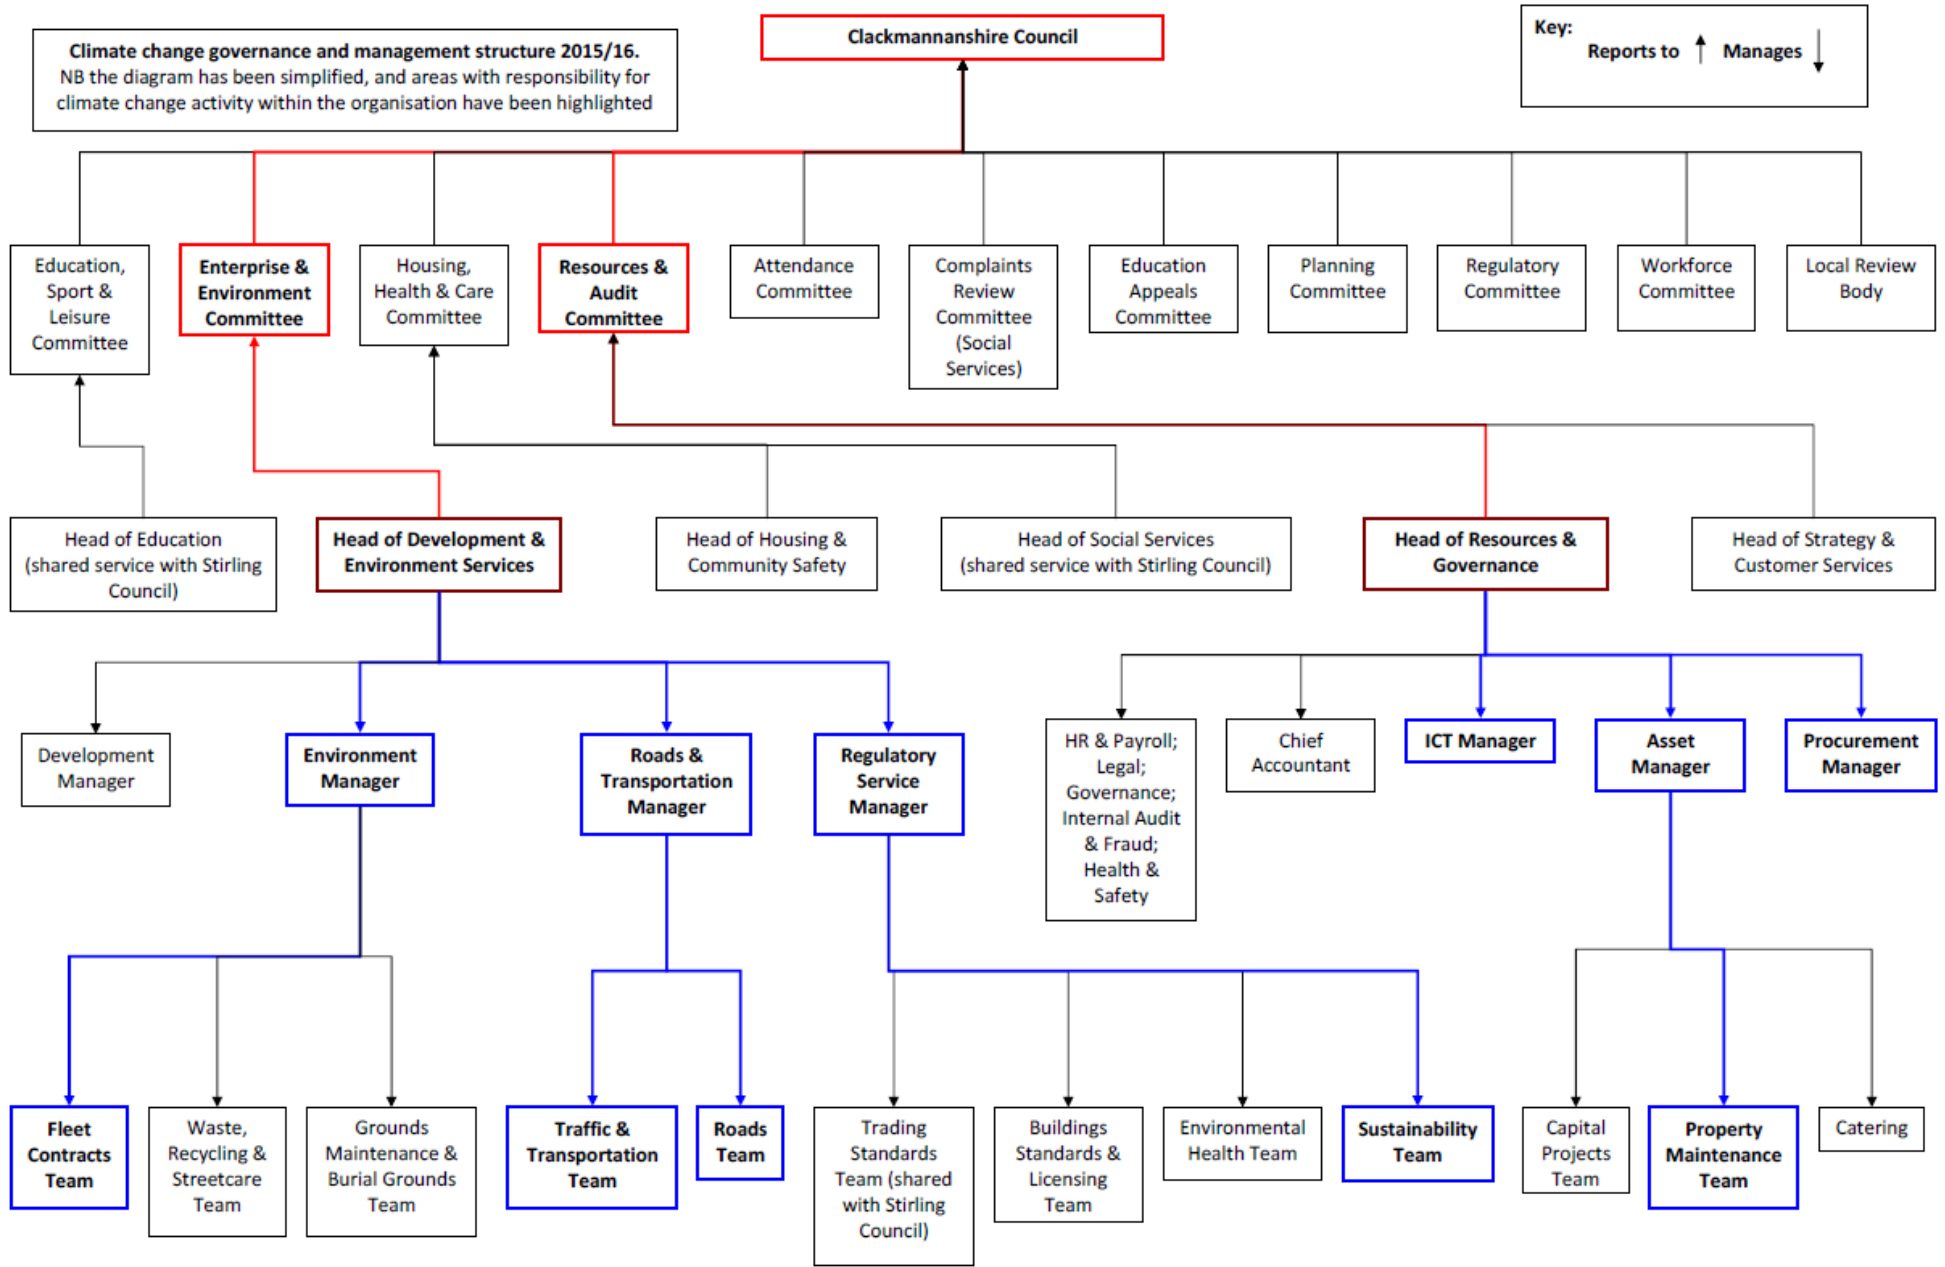 Climate change governance and management structure 2015/16.
NB the diagram has been simplified, and areas with responsibility for
climate change activity within the organisation have been highlighted
Clackmannanshire Council
Key:
Reports to Manages
Education,
Sport &
Leisure
Committee
Enterprise &
Environment
Committee
Housing,
Health & Care
Committee
Resources &
Audit
Committee
Attendance
Committee
Complaints
Review
Committee
(Social
Services)
Education
Appeals
Committee
Planning
Committee
Regulatory
Committee
Workforce
Committee
Local Review
Body
Head of Education
(shared service with Stirling
Council)
Head of Development &
Environment Services
Head of Housing &
Community Safety
Head of Social Services
(shared service with Stirling Council)
Head of Resources &
Governance
Head of Strategy &
Customer Services
Development
Manager
Environment
Manager
Roads &
Transportation
Manager
Regulatory
Service
Manager
HR & Payroll;
Legal;
Governance;
Internal Audit
& Fraud;
Health &
Safety
Chief
Accountant
ICT Manager
Asset
Manager
Procurement
Manager
Fleet
Contracts
Team
Waste,
Recycling &
Streetcare
Team
Grounds
Maintenance &
Burial Grounds
Team
Traffic &
Transportation
Team
Roads
Team
Trading
Standards
Team (shared
with Stirling
Council)
Buildings
Standards &
Licensing
Team
Environmental
Health Team
Sustainability
Team
Capital
Projects
Team
Property
Maintenance
Team
Catering